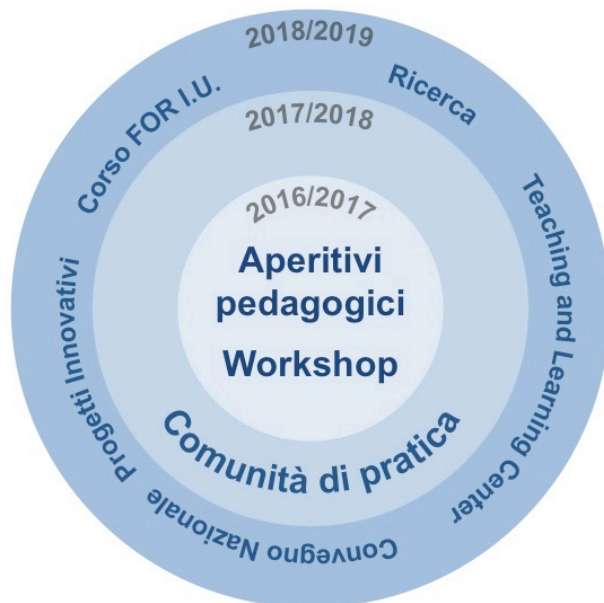 2018/2019
Corso FOR I.U.
Ricerca
Teaching and Learning Center
Convegno Nazionale
Progetti Innovativi
2017/2018
Comunità di pratica
2016/2017
Aperitivi
pedagogici
Workshop